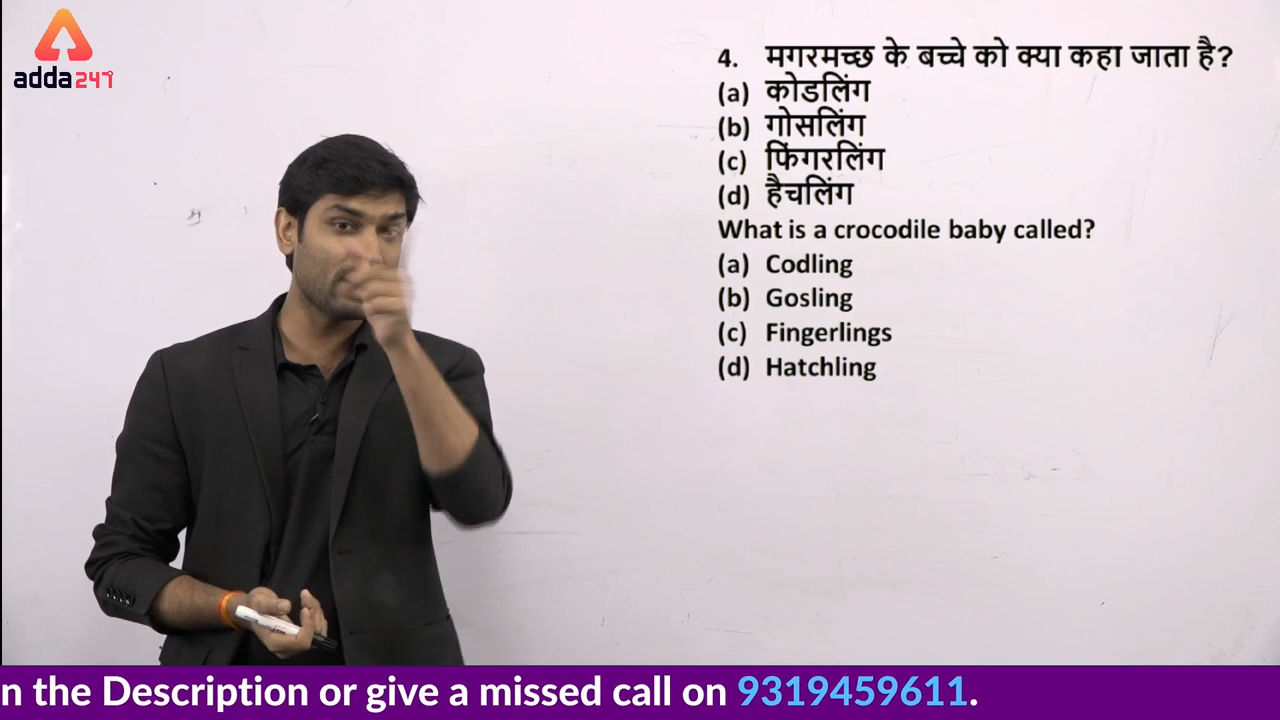 adda247
4. मगरमच्छ के बच्चे को क्या कहा जाता है?
(a) कोडलिंग
(b) गोसलिंग
(c) फिंगरलिंग
(d) हैचलिंग
What is a crocodile baby called?
(a) Codling
(b) Gosling
(c) Fingerlings
(d) Hatchling
n the Description or give a missed call on 9319459611.